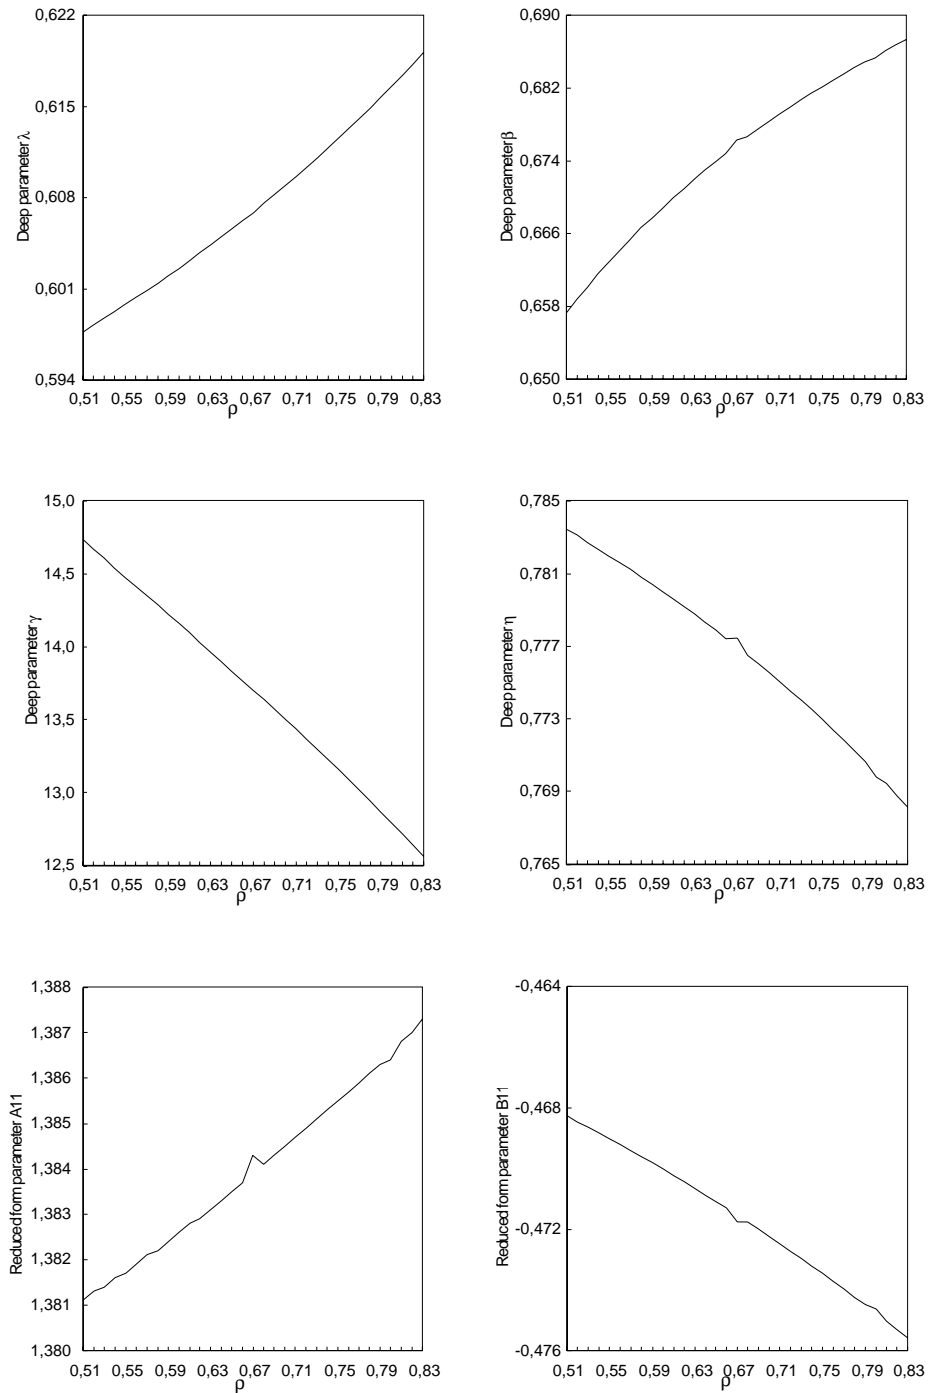 Deep parameter λ
0,622
0,615
0,608
0,601
0,594
0,51 0,55 0,59 0,63 0,67 0,71 0,75 0,79 0,83
ρ
Deep parameter β
0,690
0,682
0,674
0,666
0,658
0,650
0,51 0,55 0,59 0,63 0,67 0,71 0,75 0,79 0,83
ρ
Deep parameter γ
15,0
14,5
14,0
13,5
13,0
12,5
0,51 0,55 0,59 0,63 0,67 0,71 0,75 0,79 0,83
ρ
Deep parameter η
0,785
0,781
0,777
0,773
0,769
0,765
0,51 0,55 0,59 0,63 0,67 0,71 0,75 0,79 0,83
ρ
Reduced form parameter A11
1,388
1,387
1,386
1,385
1,384
1,383
1,382
1,381
1,380
0,51 0,55 0,59 0,63 0,67 0,71 0,75 0,79 0,83
ρ
Reduced form parameter B11
-0,464
-0,468
-0,472
-0,476
0,51 0,55 0,59 0,63 0,67 0,71 0,75 0,79 0,83
ρ